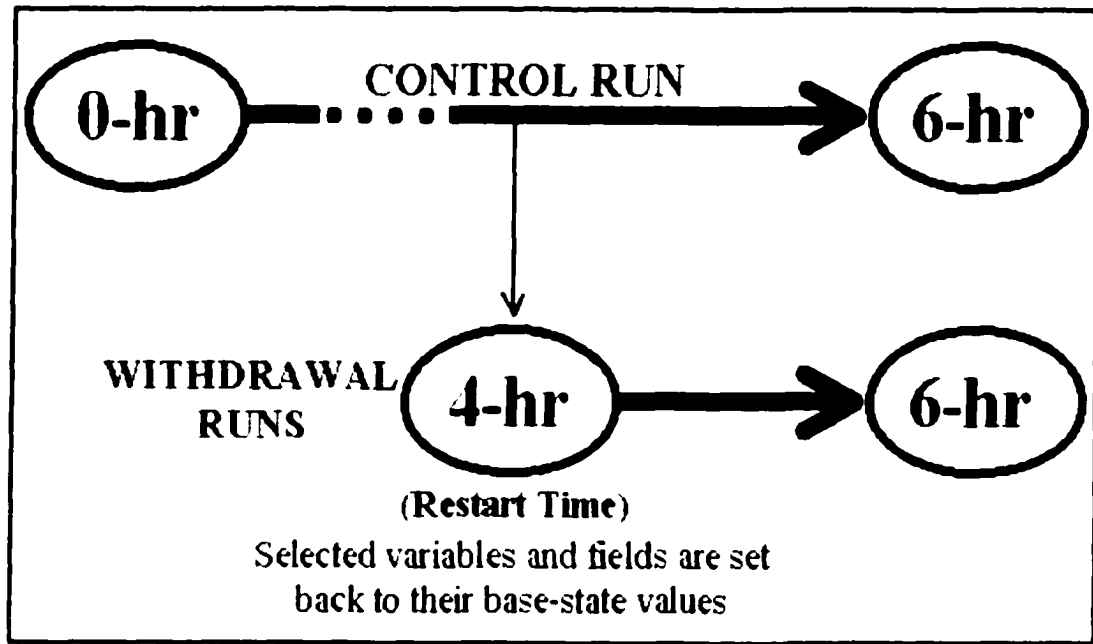 CONTROL RUN
0-hr
6-hr
WITHDRAWAL
RUNS
4-hr
6-hr
(Restart Time)
Selected variables and fields are set
back to their base-state values